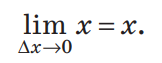 lim x = x.
Δx→0